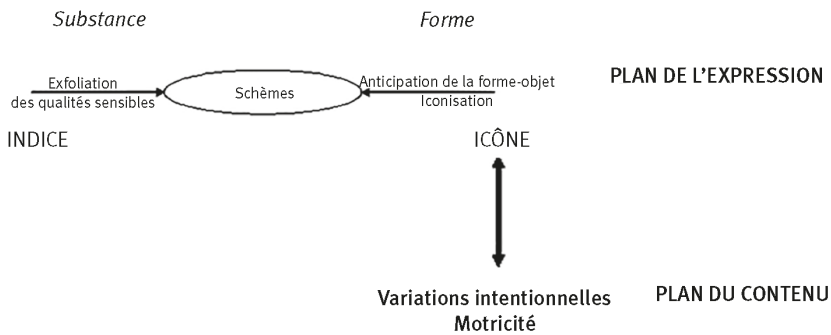 Substance
Forme
Exfoliation
des qualités sensibles
Schèmes
Anticipation de la forme-objet
Iconisation
PLAN DE L'EXPRESSION
INDICE
ICÔNE
Variations intentionnelles
Motricité
PLAN DU CONTENU